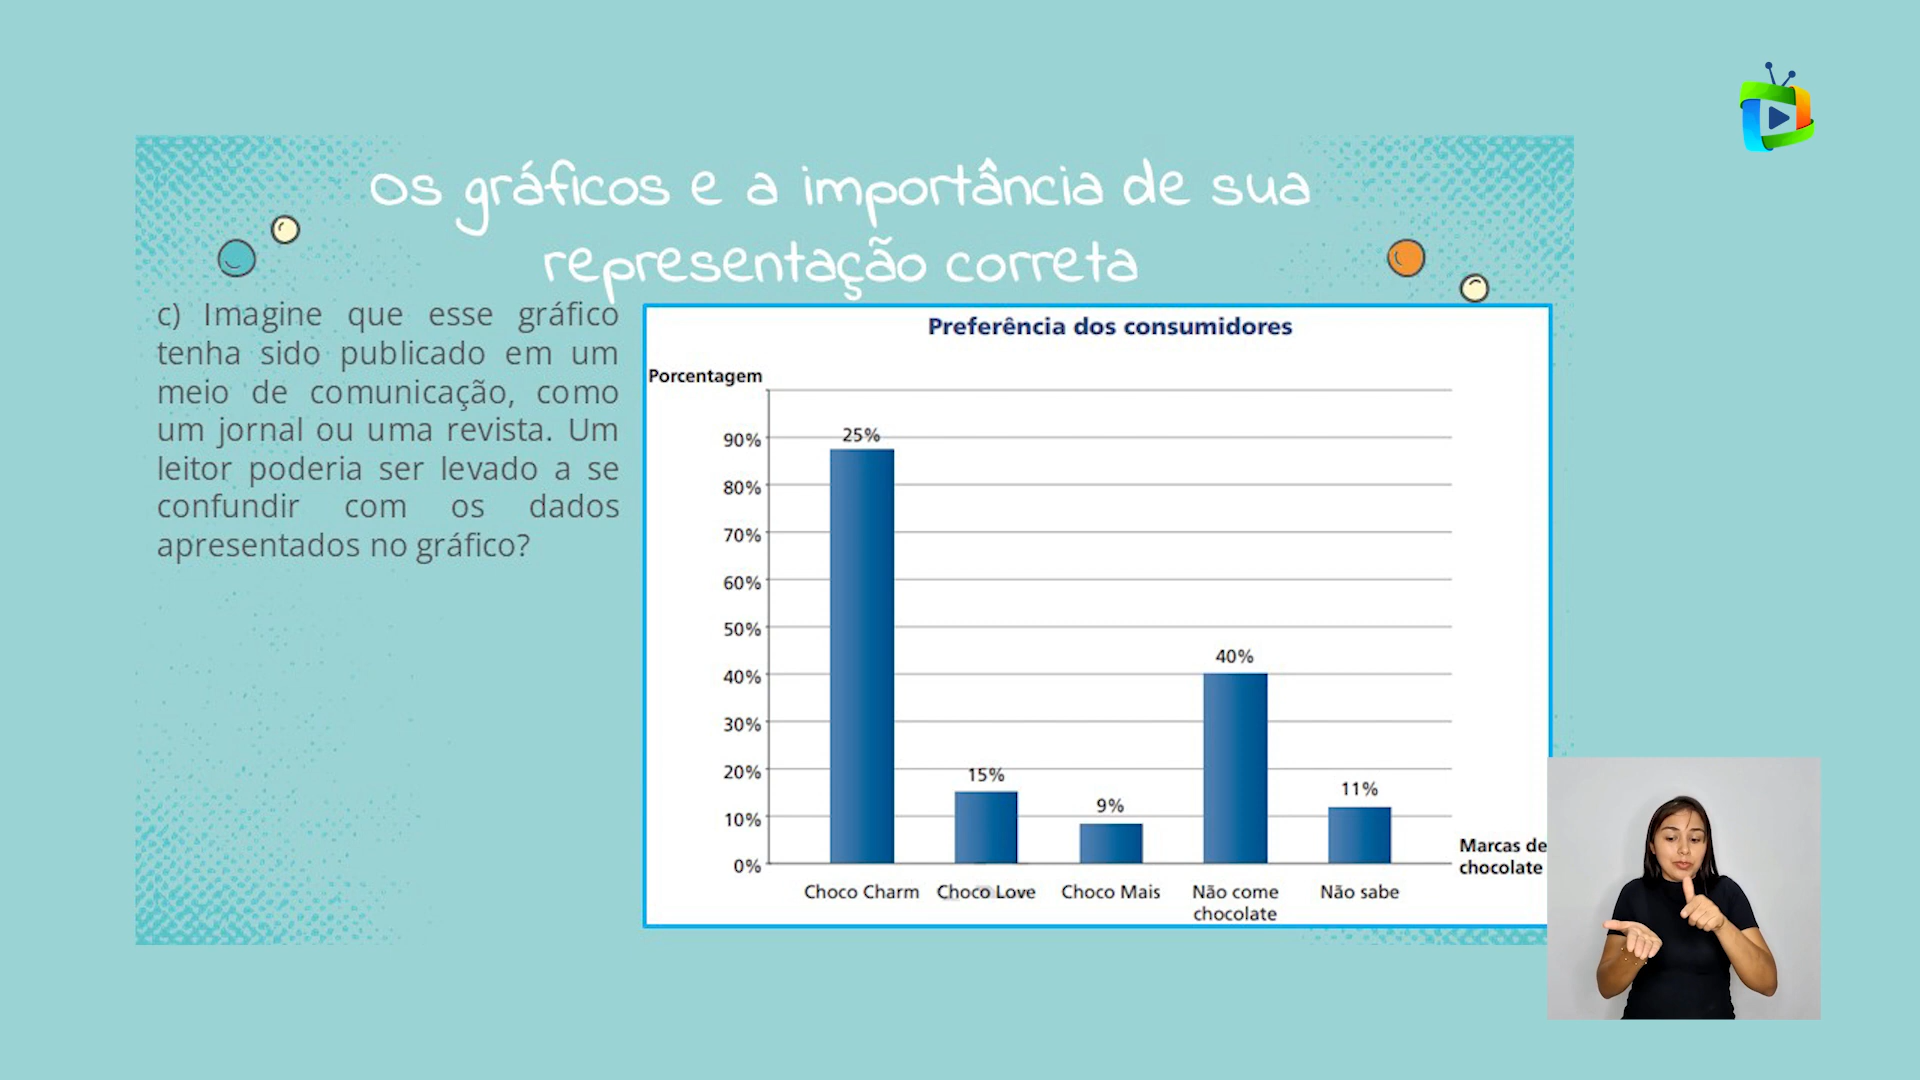 Os gráficos e a importância de sua
representação correta
c) Imagine que esse gráfico
tenha sido publicado em um
meio de comunicação, como
um jornal ou uma revista. Um
leitor poderia ser levado a se
confundir com os dados
apresentados no gráfico?
Preferência dos consumidores
Porcentagem
90%
80%
70%
60%
50%
40%
30%
20%
10%
0%
25%
15%
9%
40%
11%
Choco Charm
Choco Love
Choco Mais
Não come
chocolate
Não sabe
Marcas de
chocolate